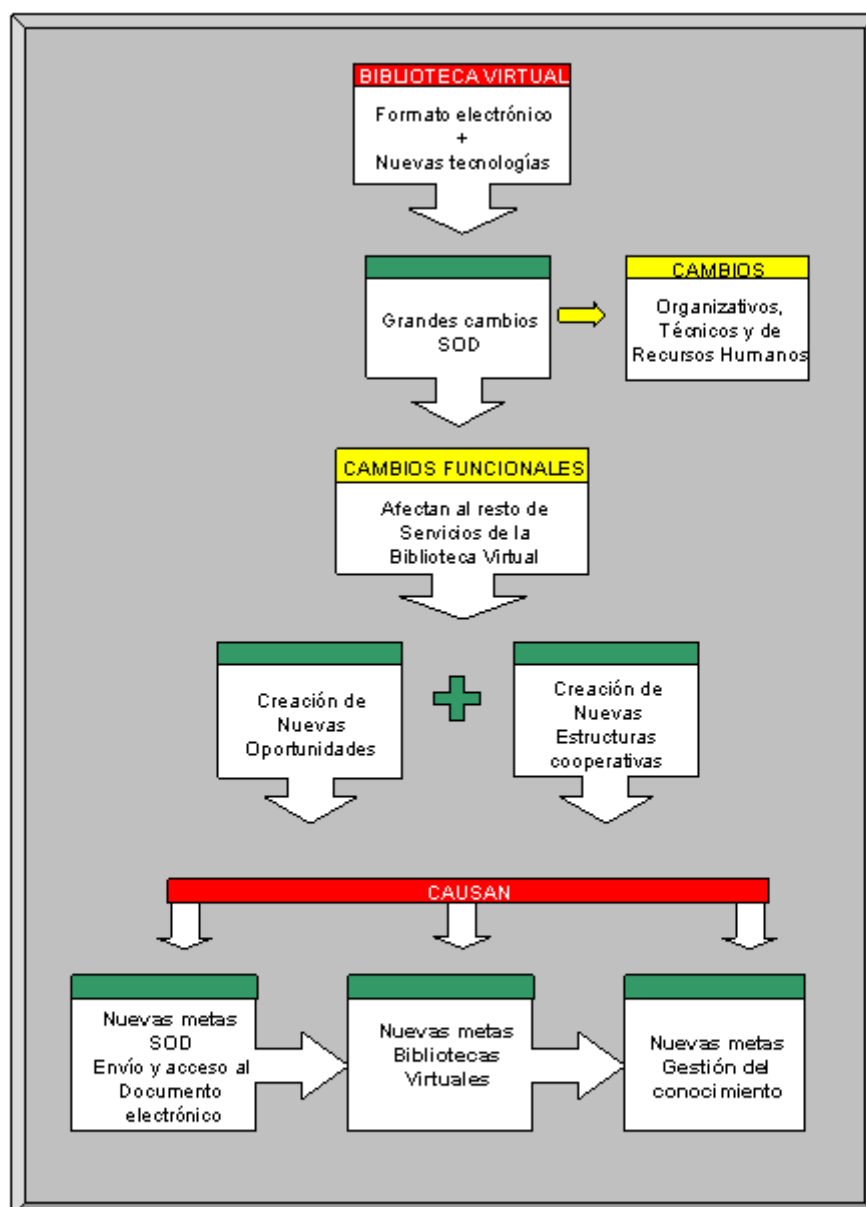 BIBLIOTECA VIRTUAL
Formato electrónico
+
Nuevas tecnologías
Grandes cambios
SOD
CAMBIOS
Organizativos,
Técnicos y de
Recursos Humanos
CAMBIOS FUNCIONALES
Afectan al resto de
Servicios de la
Biblioteca Virtual
Creación de
Nuevas
Oportunidades
Creación de
Nuevas
Estructuras
cooperativas
CAUSAN
Nuevas metas
SOD
Envío y acceso al
Documento
electrónico
Nuevas metas
Bibliotecas
Virtuales
Nuevas metas
Gestión del
conocimiento